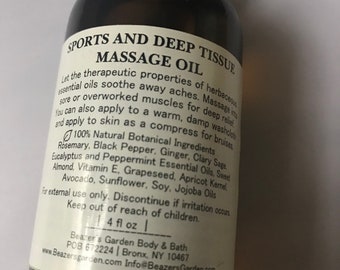 SPORTS AND DEEP TISSUE
MASSAGE OIL
Let the therapeutic properties of herbaceous
essential oils soothe away aches. Massage into
sore or overworked muscles for deep relief.
You can also apply to a warm, damp washcloth
and apply to skin as a compress for bruises.
100% Natural Botanical Ingredients
Rosemary, Black Pepper, Ginger, Clary Sage,
Eucalyptus and Peppermint Essential Oils, Sweet
Almond, Vitamin E, Grapeseed, Apricot Kernel,
Avocado, Sunflower, Soy, Jojoba Oils
For external use only. Discontinue if irritation occurs
Keep out of reach of children.
4 fl oz
Beazer's Garden Body & Bath
POB 672224 | Bronx, NY 10467
www.BeazersGarden.com Info@BeazersGarden.com